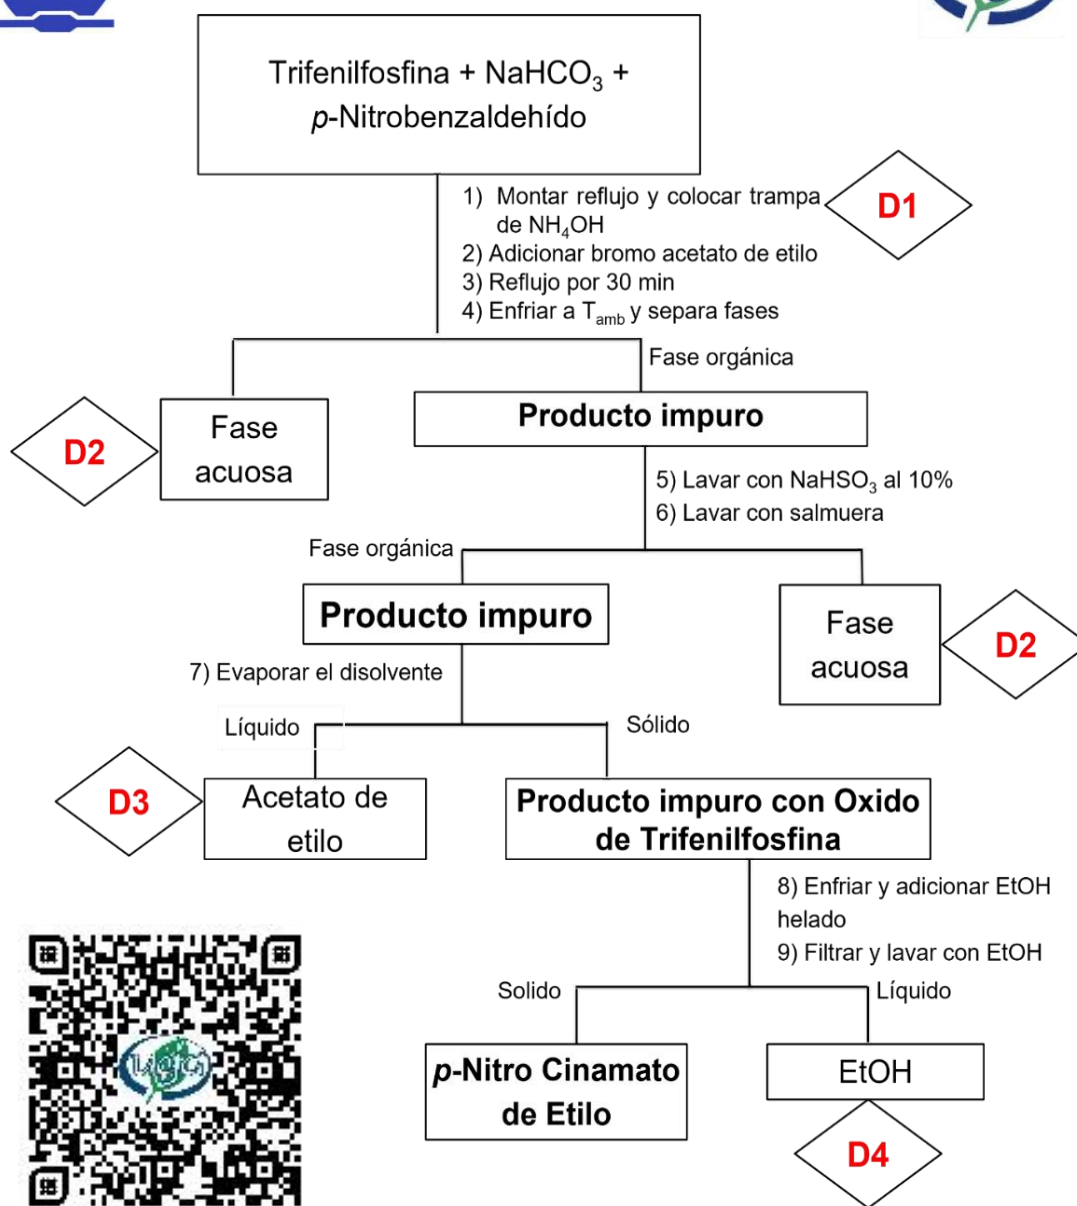 Trifenilfosfina + NaHCO₃ +
p-Nitrobenzaldehído
1) Montar reflujo y colocar trampa
de NH₄OH
D1
2) Adicionar bromo acetato de etilo
3) Reflujo por 30 min
4) Enfriar a Tamb y separa fases
Fase orgánica
Fase
acuosa
D2
Producto impuro
5) Lavar con NaHSO₃ al 10%
6) Lavar con salmuera
Fase orgánica
Producto impuro
Fase
acuosa
D2
7) Evaporar el disolvente
Líquido
Sólido
D3
Acetato de
etilo
Producto impuro con Oxido
de Trifenilfosfina
8) Enfriar y adicionar EtOH
helado
9) Filtrar y lavar con EtOH
Solido
Líquido
p-Nitro Cinamato
de Etilo
EtOH
D4